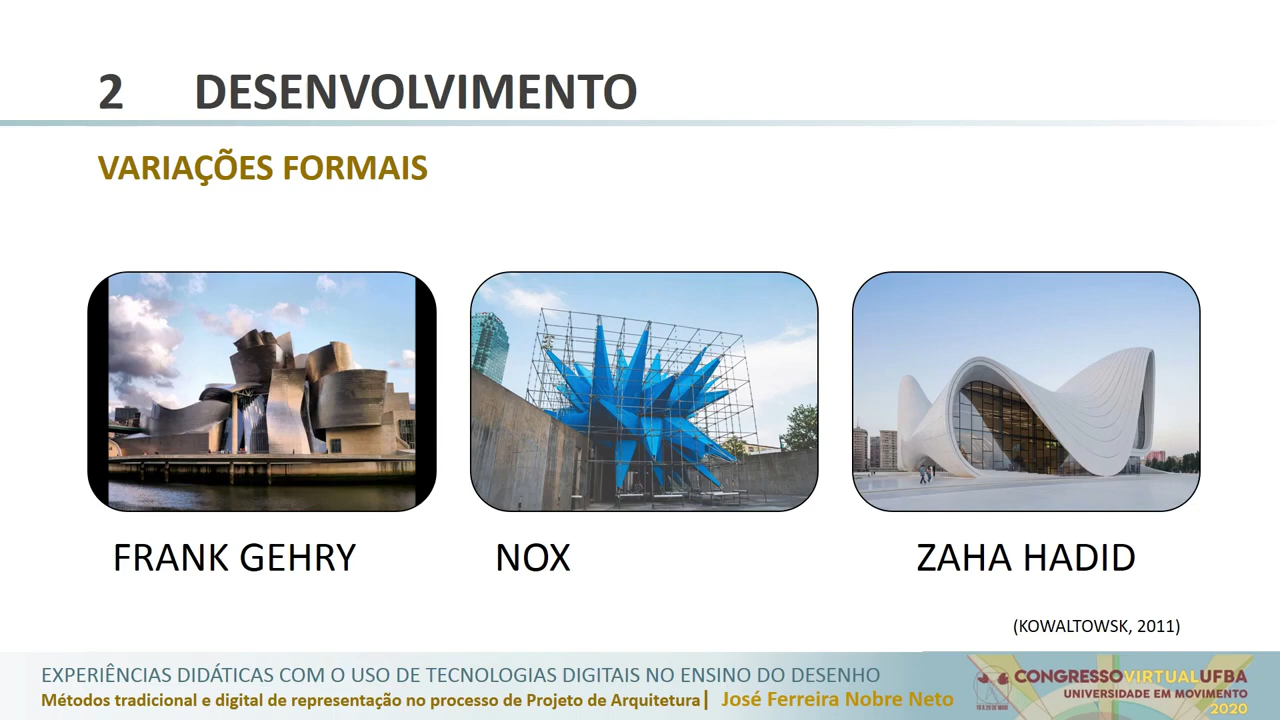 2 DESENVOLVIMENTO
VARIAÇÕES FORMAIS
FRANK GEHRY
NOX
ZAHA HADID
(KOWALTOWSK, 2011)
EXPERIÊNCIAS DIDÁTICAS COM O USO DE TECNOLOGIAS DIGITAIS NO ENSINO DO DESENHO
Métodos tradicional e digital de representação no processo de Projeto de Arquitetura| José Ferreira Nobre Neto
CONGRESSOVIRTUALUFBA
UNIVERSIDADE EM MOVIMENTO
2020